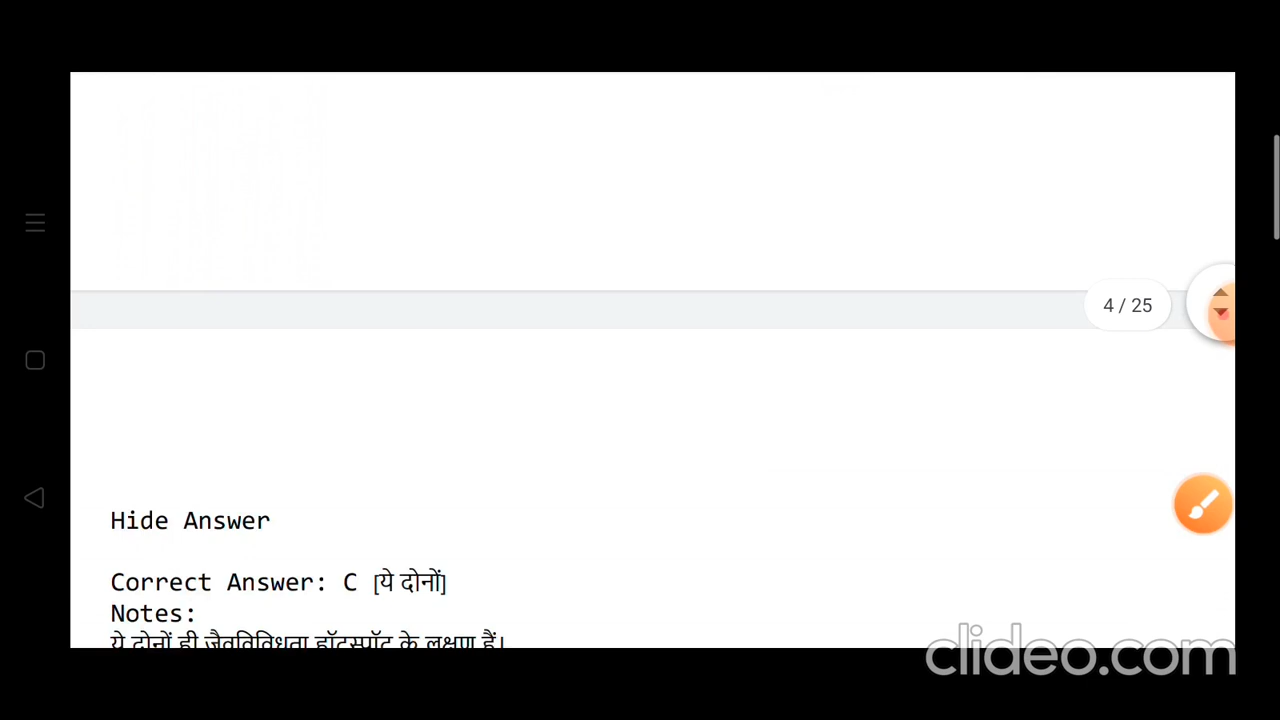 4 / 25
Hide Answer
Correct Answer: C [ये दोनों]
Notes:
ये दोनों ही जैवविविधता हॉटस्पॉट के लक्षण हैं।
clideo.com